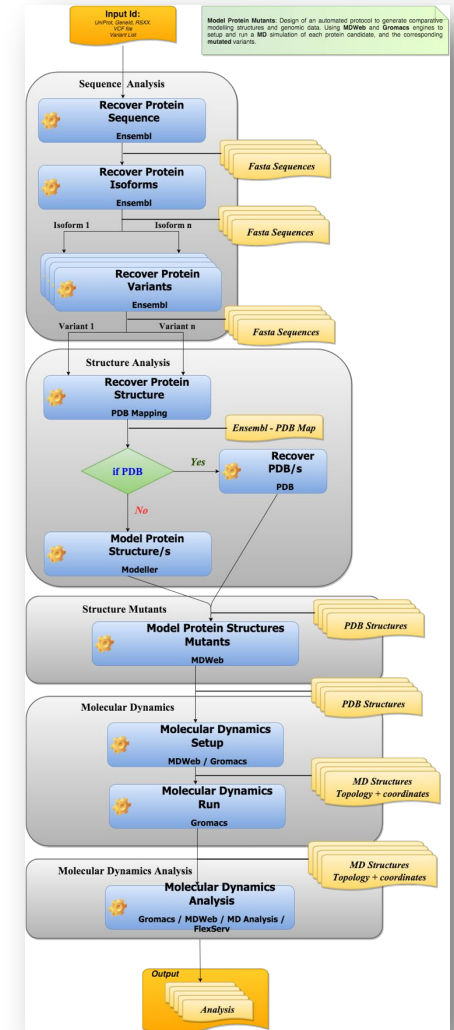 Input Id:
UniProt, GeneId, RSXX.
VCF file
Variant List
Model Protein Mutants: Design of an automated protocol to generate comparative
modelling structures and genomic data. Using MDWeb and Gromacs engines to
setup and run a MD simulation of each protein candidate, and the corresponding
mutated variants.
Sequence Analysis
Recover Protein
Sequence
Ensembl
Fasta Sequences
Recover Protein
Isoforms
Ensembl
Fasta Sequences
Isoform 1
Isoform n
Recover Protein
Variants
Ensembl
Fasta Sequences
Variant 1
Variant n
Structure Analysis
Recover Protein
Structure
PDB Mapping
Ensembl - PDB Map
if PDB
Yes
Recover
PDB/s
PDB
No
Model Protein
Structure/s
Modeller
Structure Mutants
PDB Structures
Model Protein Structures
Mutants
MDWeb
PDB Structures
Molecular Dynamics
Molecular Dynamics
Setup
MDWeb / Gromacs
MD Structures
Topology + coordinates
Molecular Dynamics
Run
Gromacs
MD Structures
Topology + coordinates
Molecular Dynamics Analysis
Molecular Dynamics
Analysis
Gromacs / MDWeb / MD Analysis /
FlexServ
Output
Analysis